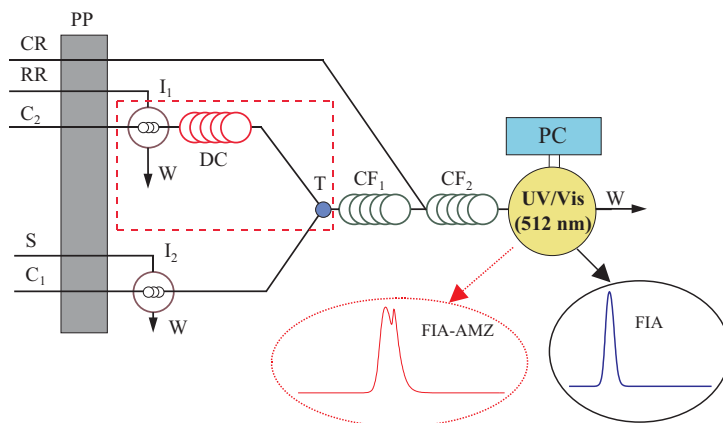 PP
CR
RR
I₁
C₂
DC
W
PC
T
CF₁
CF₂
UV/Vis
(512 nm)
W
S
I₂
C₁
W
FIA-AMZ
FIA